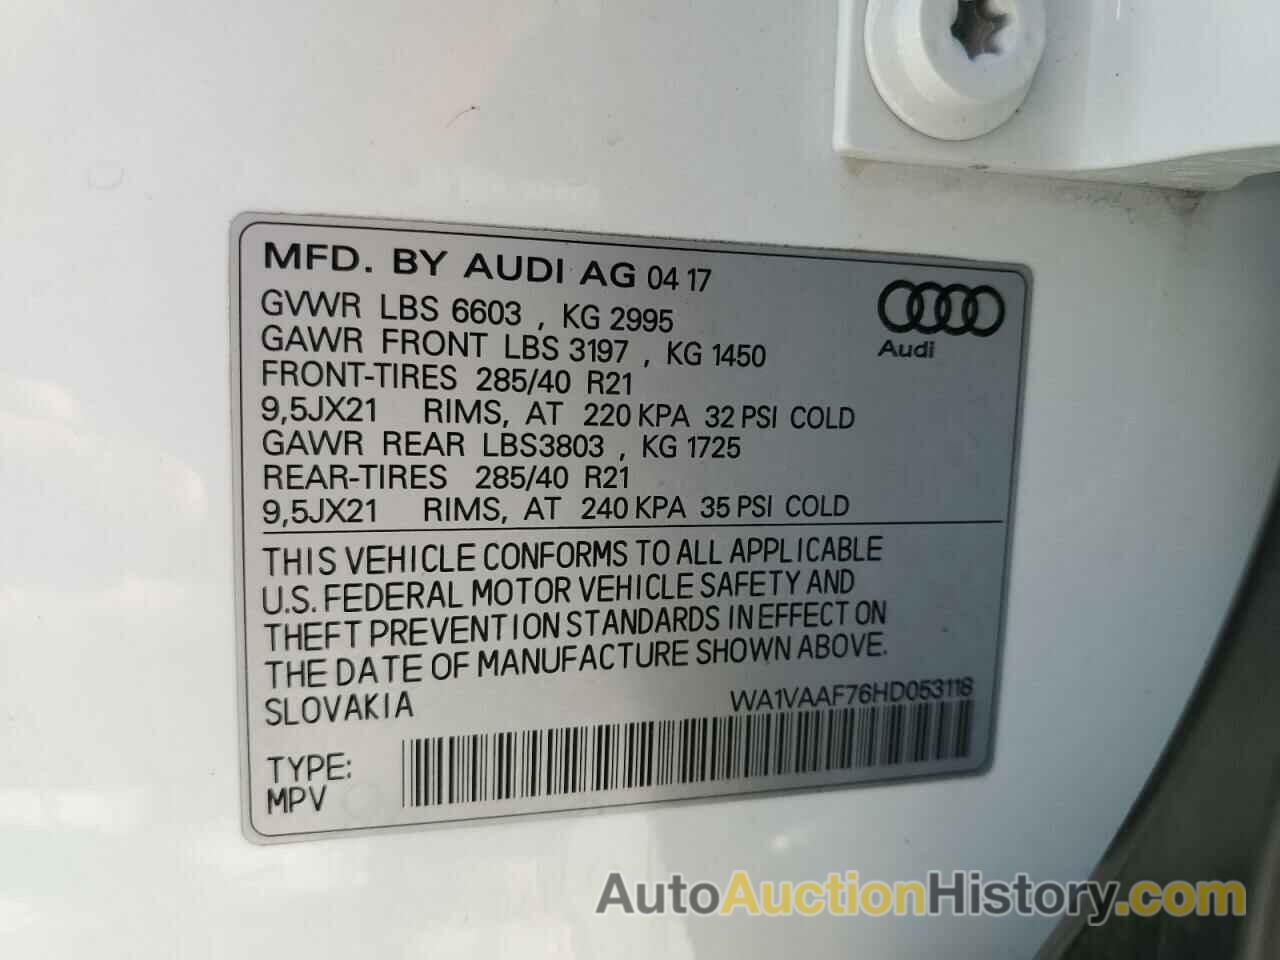 MFD. BY AUDI AG 04 17
GVWR LBS 6603 , KG 2995
GAWR FRONT LBS 3197 , KG 1450
FRONT-TIRES 285/40 R21
9,5JX21 RIMS, AT 220 KPA 32 PSI COLD
GAWR REAR LBS3803 , KG 1725
REAR-TIRES 285/40 R21
9,5JX21 RIMS, AT 240 KPA 35 PSI COLD
Audi
THIS VEHICLE CONFORMS TO ALL APPLICABLE
U.S. FEDERAL MOTOR VEHICLE SAFETY AND
THEFT PREVENTION STANDARDS IN EFFECT ON
THE DATE OF MANUFACTURE SHOWN ABOVE.
SLOVAKIA WA1VAAF76HD053118
TYPE:
MPV
AutoAuctionHistory.com